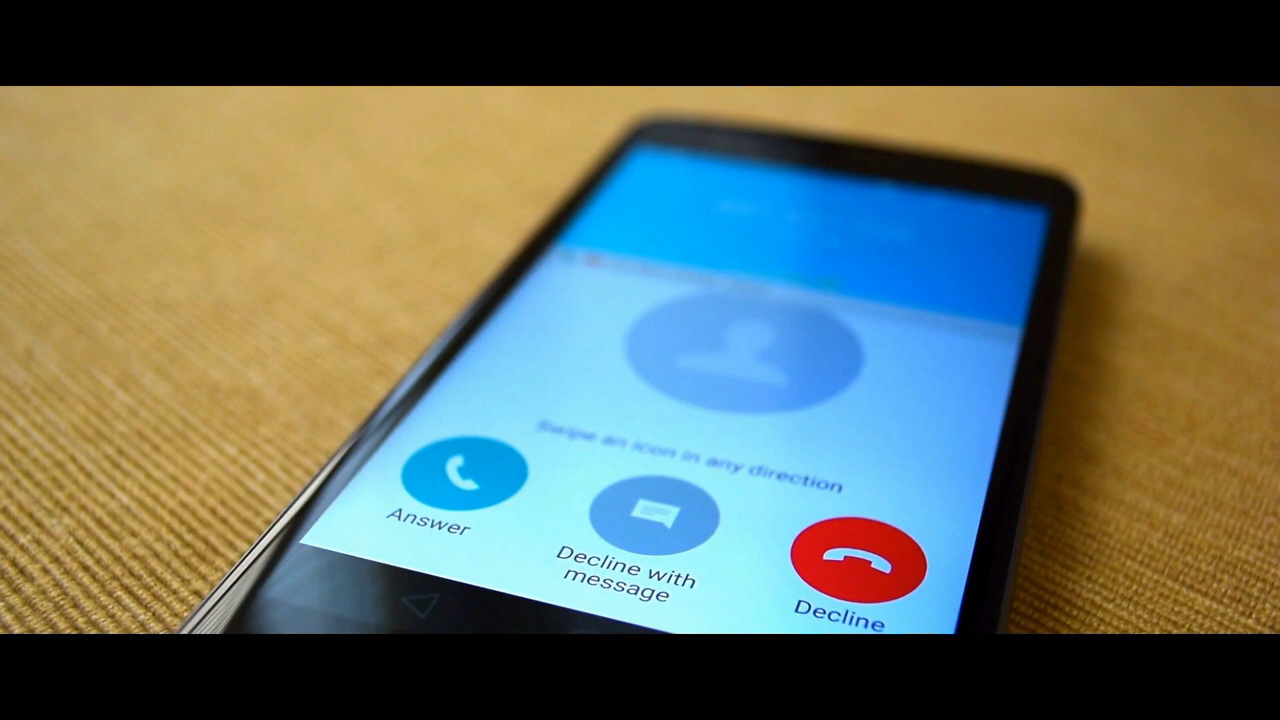 Swipe an icon in any direction
Answer
Decline with
message
Decline